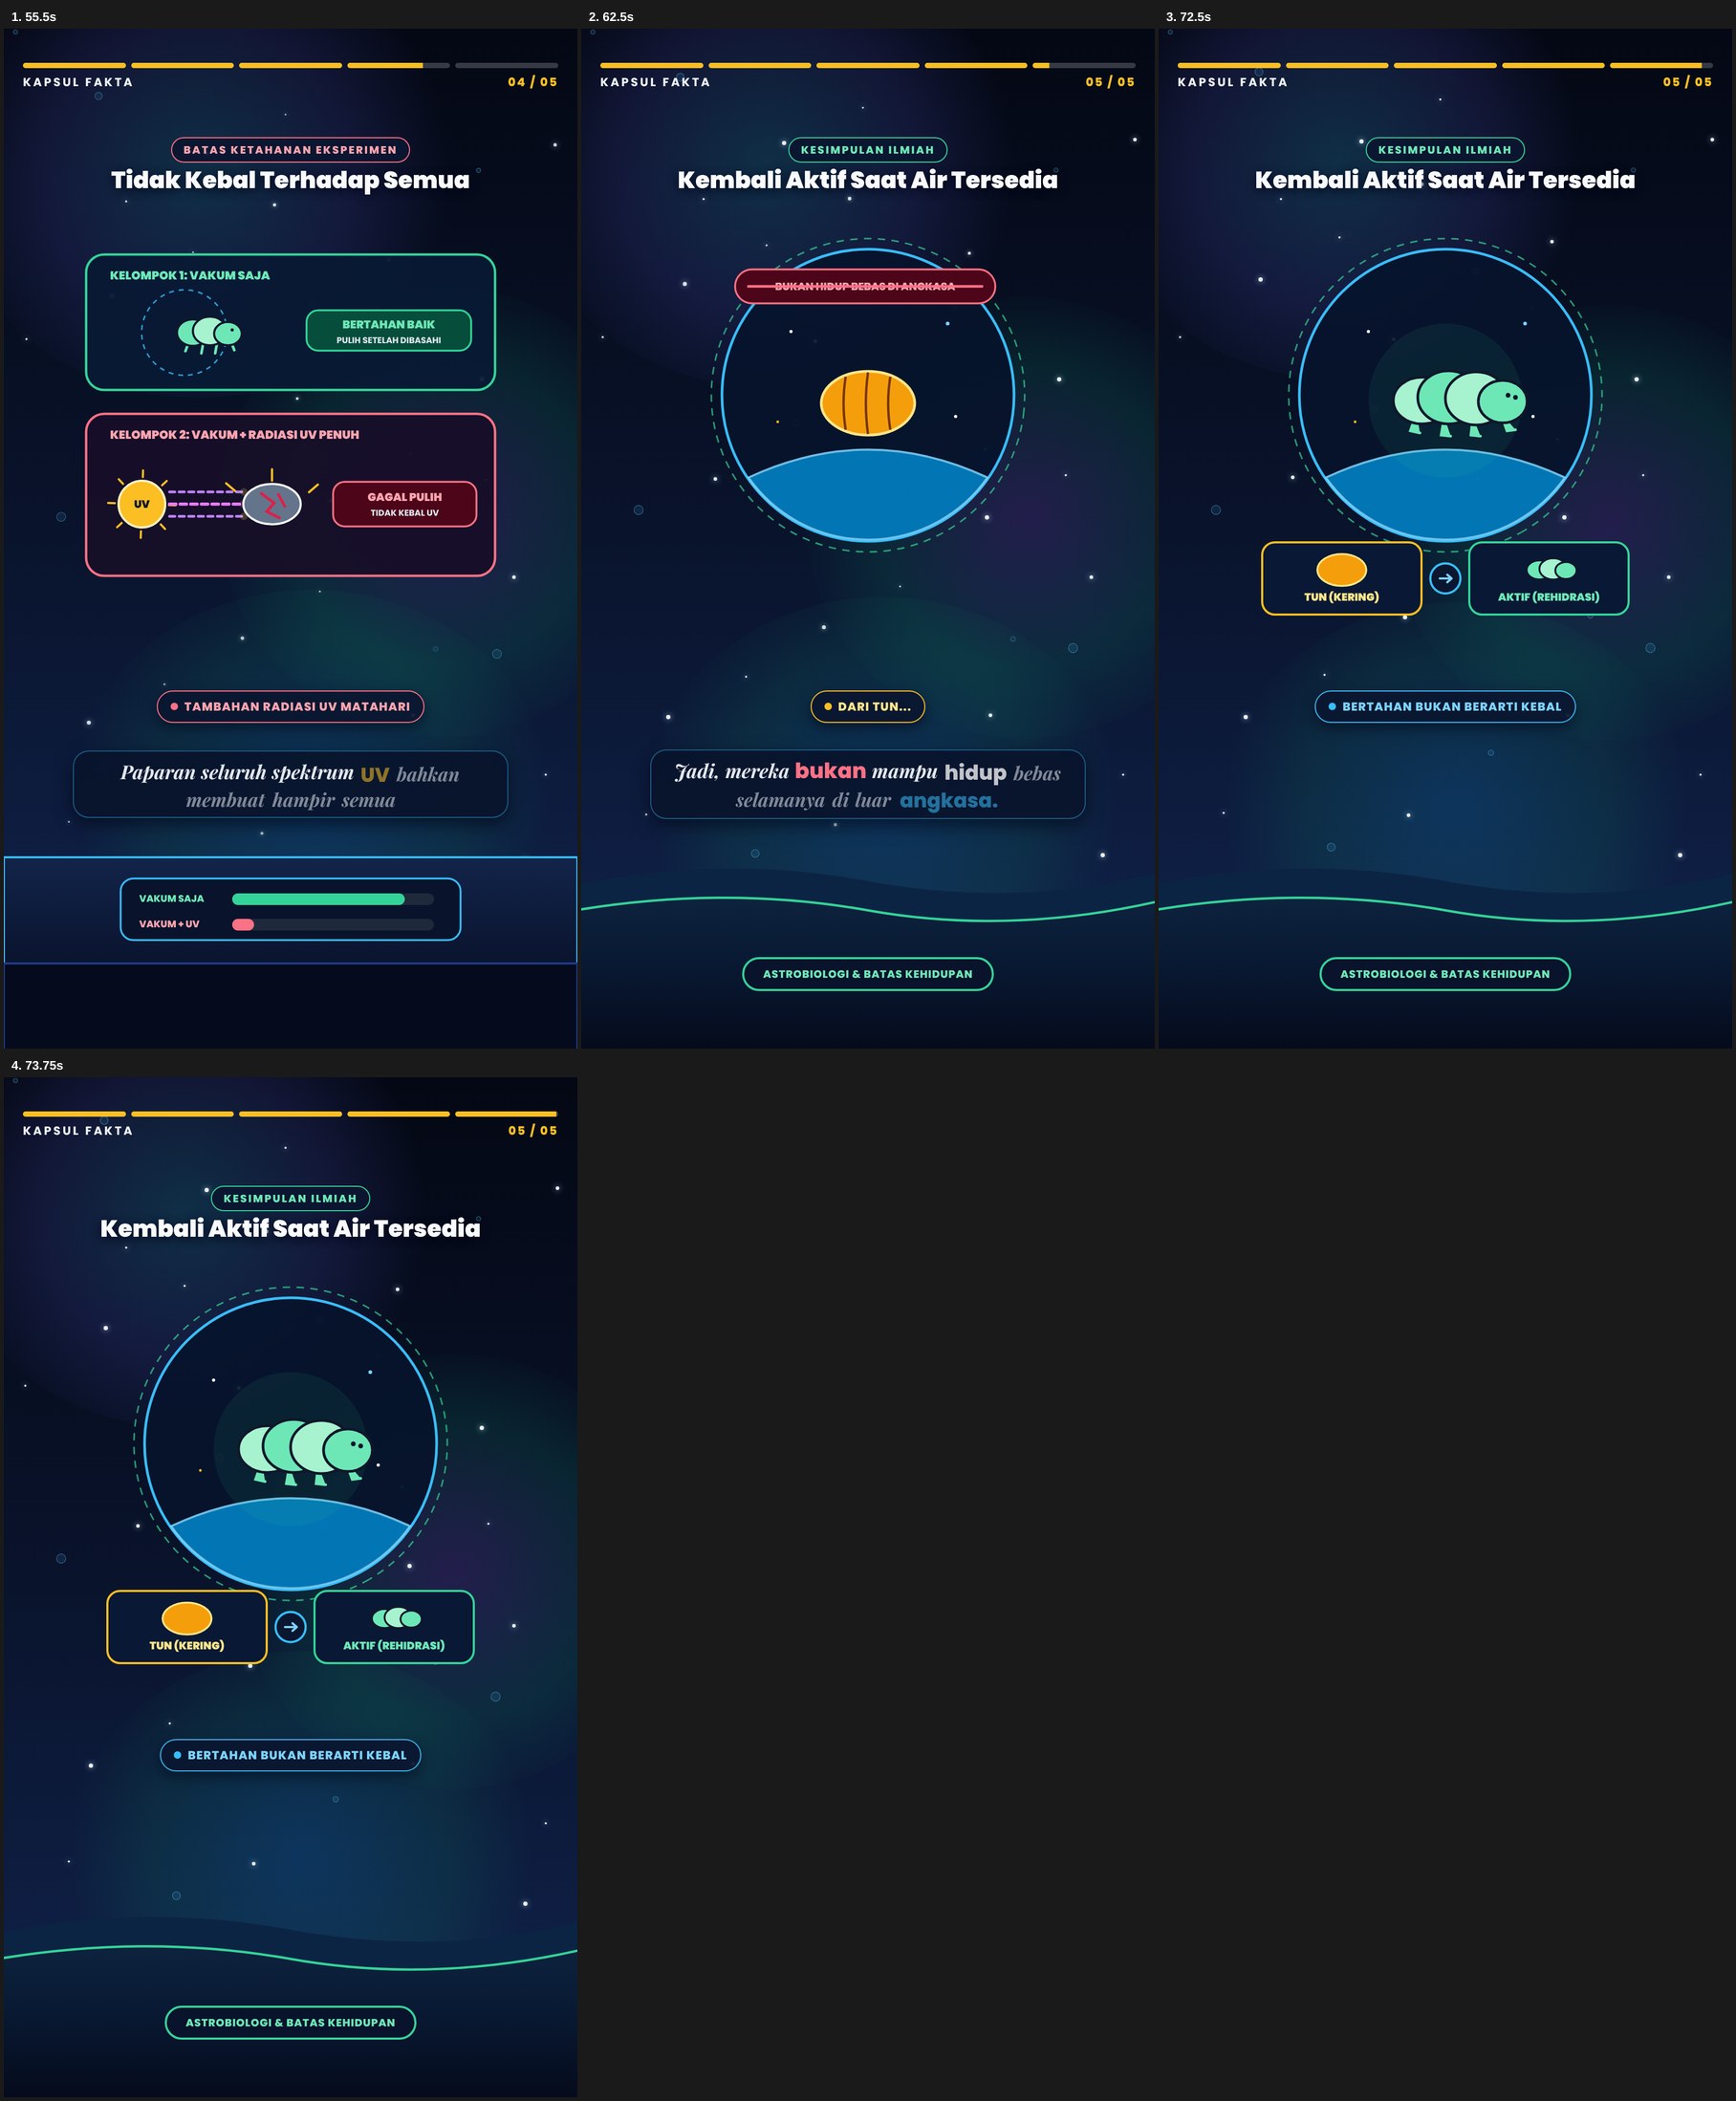 1. 55.5s
KAPSUL FAKTA
04 / 05
BATAS KETAHANAN EKSPERIMEN
Tidak Kebal Terhadap Semua
KELOMPOK 1: VAKUM SAJA
BERTAHAN BAIK
PULIH SETELAH DIBASAHI
KELOMPOK 2: VAKUM + RADIASI UV PENUH
UV
GAGAL PULIH
TIDAK KEBAL UV
TAMBAHAN RADIASI UV MATAHARI
Paparan seluruh spektrum UV bahkan
membuat hampir semua
VAKUM SAJA
VAKUM + UV
2. 62.5s
KAPSUL FAKTA
05 / 05
KESIMPULAN ILMIAH
Kembali Aktif Saat Air Tersedia
BUKAN HIDUP BEBAS DI ANGKASA
DARI TUN...
Jadi, mereka bukan mampu hidup bebas
selamanya di luar angkasa.
ASTROBIOLOGI & BATAS KEHIDUPAN
3. 72.5s
KAPSUL FAKTA
05 / 05
KESIMPULAN ILMIAH
Kembali Aktif Saat Air Tersedia
TUN (KERING)
AKTIF (REHIDRASI)
BERTAHAN BUKAN BERARTI KEBAL
ASTROBIOLOGI & BATAS KEHIDUPAN
4. 73.75s
KAPSUL FAKTA
05 / 05
KESIMPULAN ILMIAH
Kembali Aktif Saat Air Tersedia
TUN (KERING)
AKTIF (REHIDRASI)
BERTAHAN BUKAN BERARTI KEBAL
ASTROBIOLOGI & BATAS KEHIDUPAN